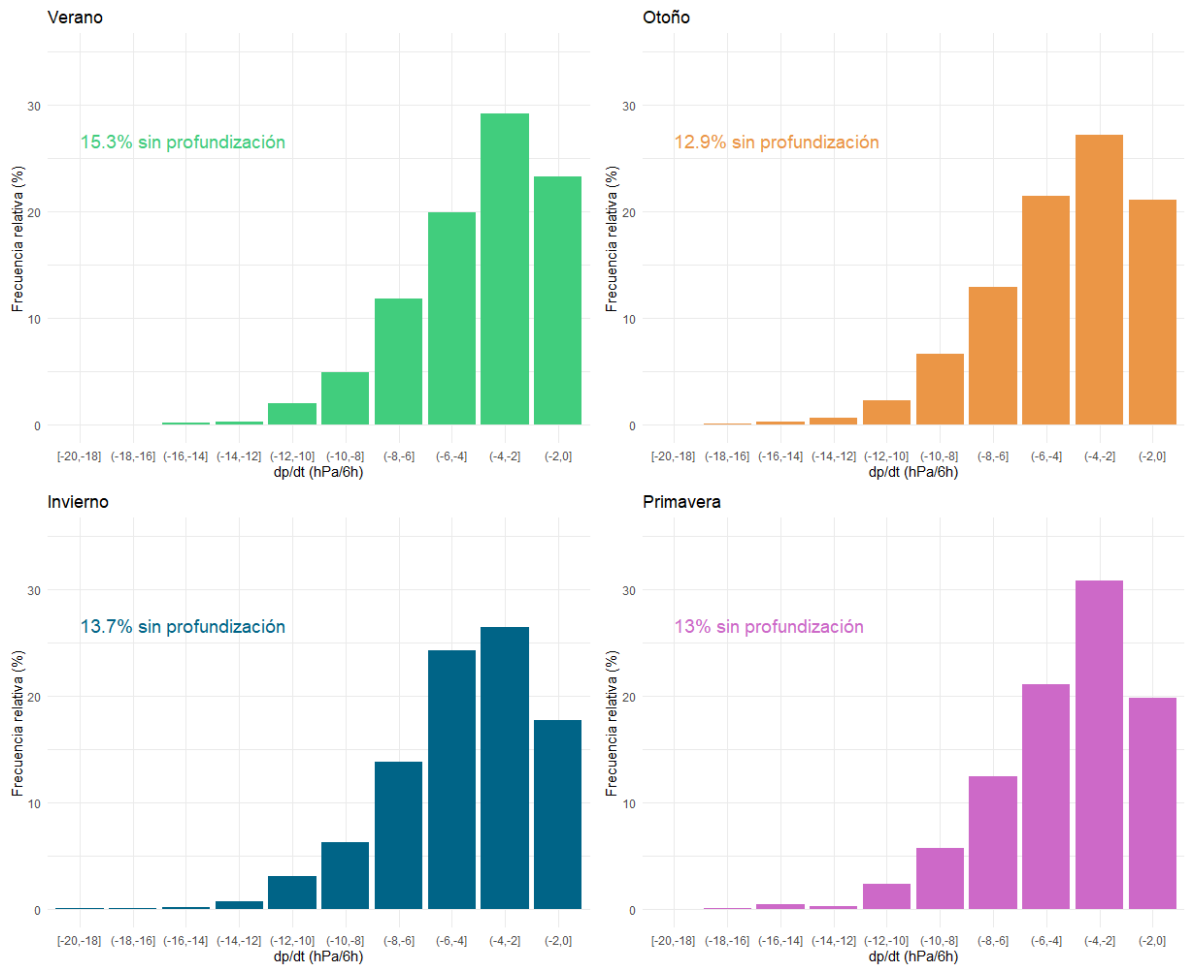 Verano
30
20
10
0
Frecuencia relativa (%)
15.3% sin profundización
[-20,-18] (-18,-16] (-16,-14] (-14,-12] (-12,-10] (-10,-8] (-8,-6] (-6,-4] (-4,-2] (-2,0]
dp/dt (hPa/6h)
Otoño
30
20
10
0
Frecuencia relativa (%)
12.9% sin profundización
[-20,-18] (-18,-16] (-16,-14] (-14,-12] (-12,-10] (-10,-8] (-8,-6] (-6,-4] (-4,-2] (-2,0]
dp/dt (hPa/6h)
Invierno
30
20
10
0
Frecuencia relativa (%)
13.7% sin profundización
[-20,-18] (-18,-16] (-16,-14] (-14,-12] (-12,-10] (-10,-8] (-8,-6] (-6,-4] (-4,-2] (-2,0]
dp/dt (hPa/6h)
Primavera
30
20
10
0
Frecuencia relativa (%)
13% sin profundización
[-20,-18] (-18,-16] (-16,-14] (-14,-12] (-12,-10] (-10,-8] (-8,-6] (-6,-4] (-4,-2] (-2,0]
dp/dt (hPa/6h)